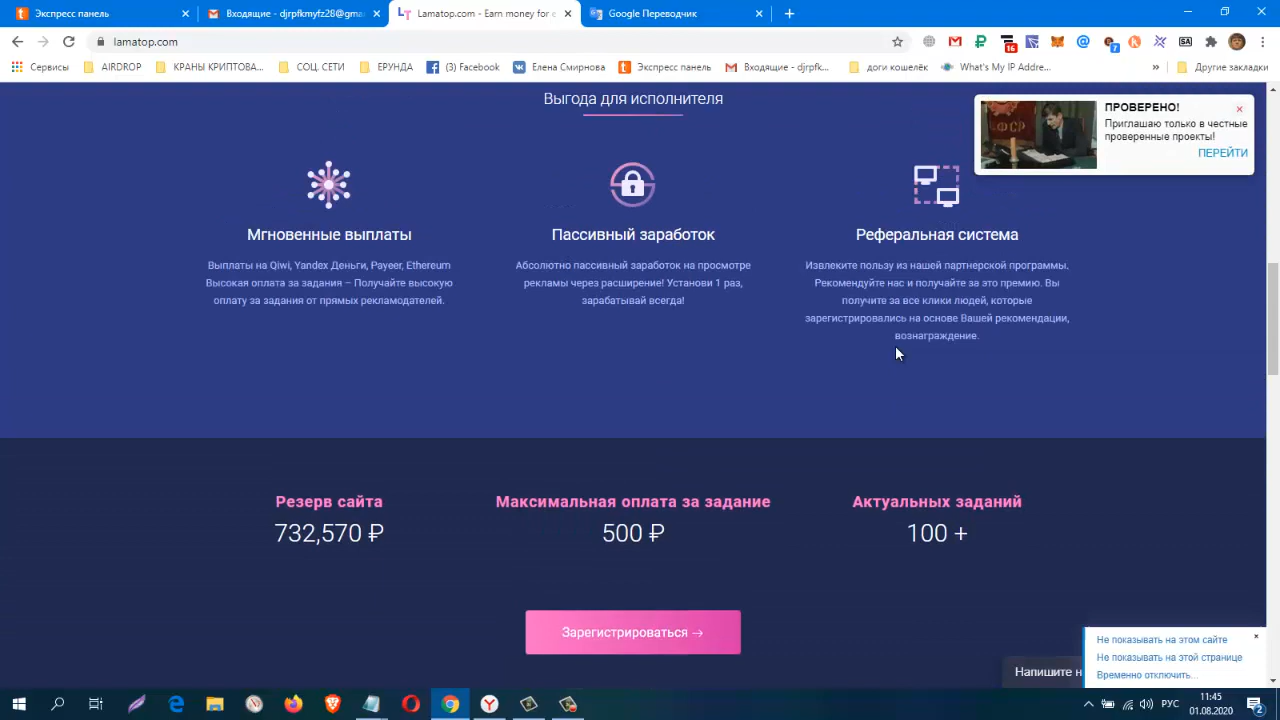 Экспресс панель
Входящие - djrpfkmyfz28@gma
Lamatop.com - Earn money for c
Google Переводчик
lamatop.com
16
7
SA
Сервисы
AIRDROP
КРАНЫ КРИПТОВА...
СОЦ. СЕТИ
ЕРУНДА
(3) Facebook
Елена Смирнова
Экспресс панель
Входящие - djrpfk...
доги кошелёк
What's My IP Addre...
»
Другие закладки
Выгода для исполнителя
ПРОВЕРЕНО!
Приглашаю только в честные
проверенные проекты!
ПЕРЕЙТИ
Мгновенные выплаты
Выплаты на Qiwi, Yandex Деньги, Payeer, Ethereum
Высокая оплата за задания – Получайте высокую
оплату за задания от прямых рекламодателей.
Пассивный заработок
Абсолютно пассивный заработок на просмотре
рекламы через расширение! Установи 1 раз,
зарабатывай всегда!
Реферальная система
Извлеките пользу из нашей партнерской программы.
Рекомендуйте нас и получайте за это премию. Вы
получите за все клики людей, которые
зарегистрировались на основе Вашей рекомендации,
вознаграждение.
Резерв сайта
732,570 ₽
Максимальная оплата за задание
500 ₽
Актуальных заданий
100 +
Зарегистрироваться →
Не показывать на этом сайте
Не показывать на этой странице
Временно отключить...
Напишите н
РУС
11:45
01.08.2020
2